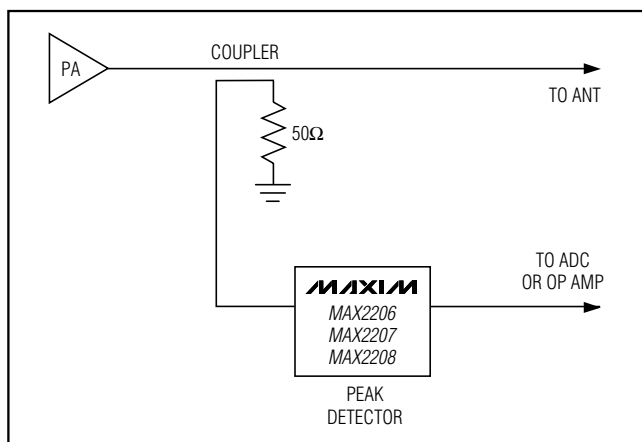 PA
COUPLER
TO ANT
50Ω
TO ADC
OR OP AMP
MAXIM
MAX2206
MAX2207
MAX2208
PEAK
DETECTOR